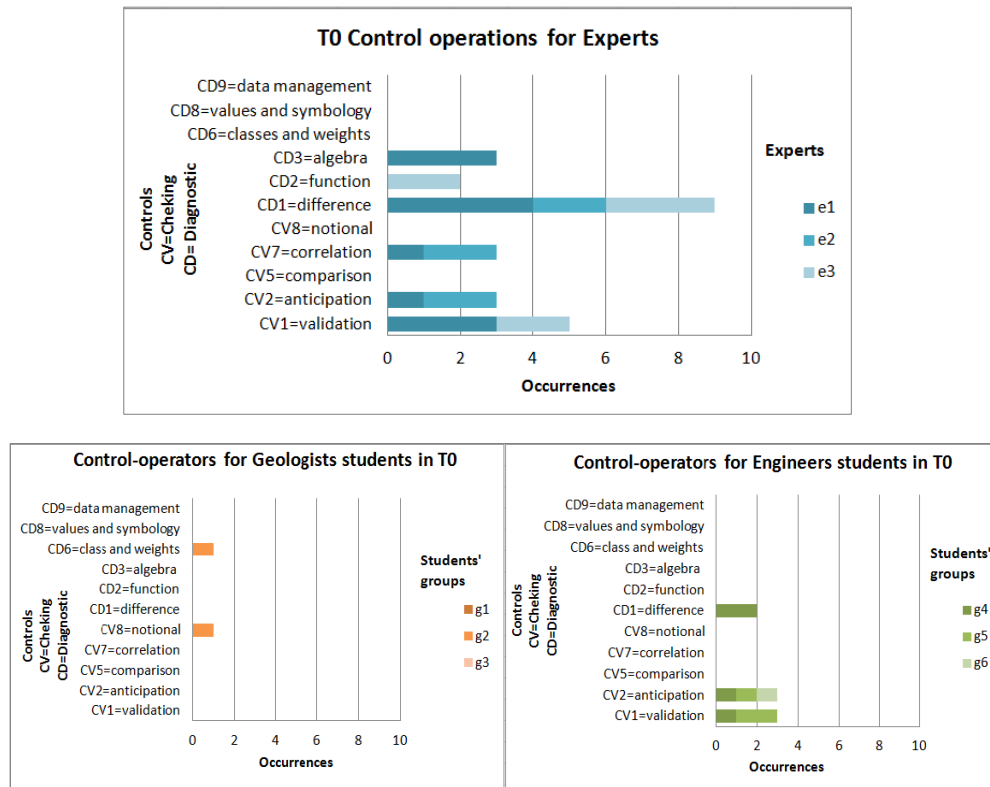 T0 Control operations for Experts
CD9=data management
CD8=values and symbology
CD6=classes and weights
CD3=algebra
CD2=function
CD1=difference
CV8=notional
CV7=correlation
CV5=comparison
CV2=anticipation
CV1=validation
Controls
CV=Cheking
CD= Diagnostic
0 2 4 6 8 10
Occurrences
Experts
e1
e2
e3
Control-operators for Geologists students in T0
CD9=data management
CD8=values and symbology
CD6=class and weights
CD3=algebra
CD2=function
CD1=difference
CV8=notional
CV7=correlation
CV5=comparison
CV2=anticipation
CV1=validation
Controls
CV=Cheking
CD=Diagnostic
0 2 4 6 8 10
Occurrences
Students'
groups
g1
g2
g3
Control-operators for Engineers students in T0
CD9=data management
CD8=values and symbology
CD6=class and weights
CD3=algebra
CD2=function
CD1=difference
CV8=notional
CV7=correlation
CV5=comparison
CV2=anticipation
CV1=validation
Controls
CV=Cheking
CD=Diagnostic
0 2 4 6 8 10
Occurrences
Students'
groups
g4
g5
g6